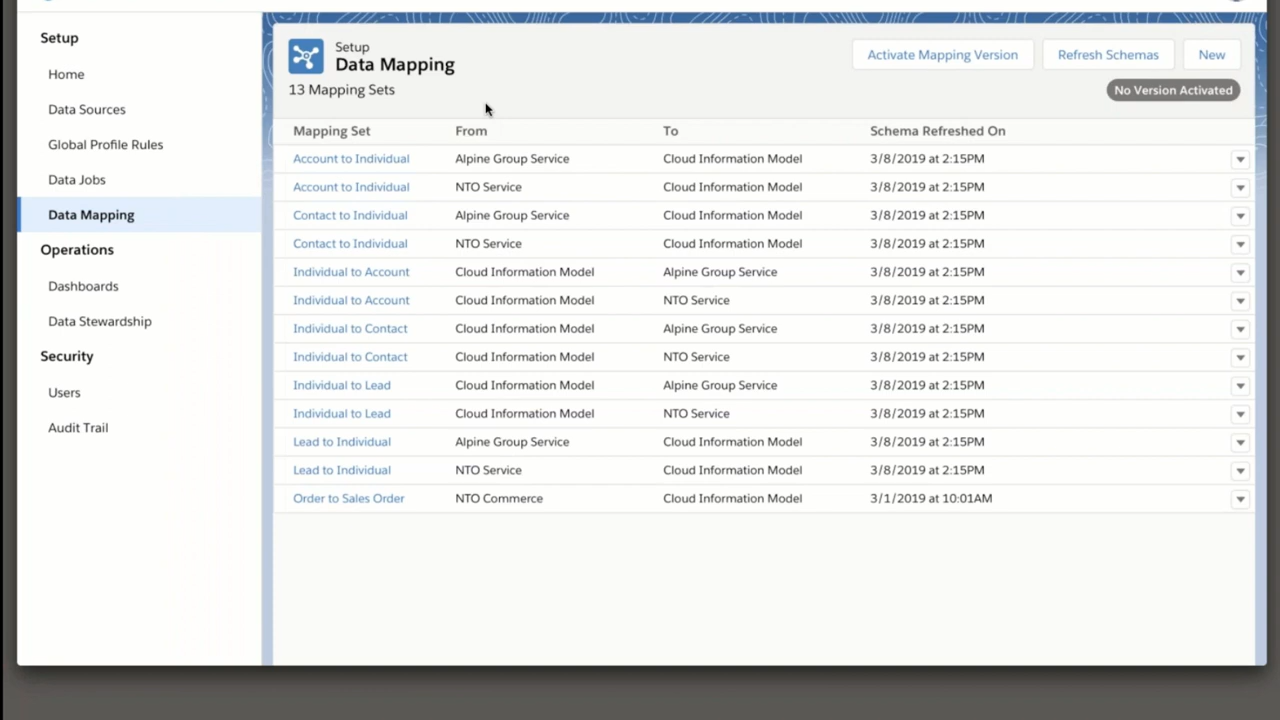 Setup
Home
Data Sources
Global Profile Rules
Data Jobs
Data Mapping
Operations
Dashboards
Data Stewardship
Security
Users
Audit Trail
Setup
Data Mapping
13 Mapping Sets
Activate Mapping Version
Refresh Schemas
New
No Version Activated
Mapping Set From To Schema Refreshed On
Account to Individual Alpine Group Service Cloud Information Model 3/8/2019 at 2:15PM
Account to Individual NTO Service Cloud Information Model 3/8/2019 at 2:15PM
Contact to Individual Alpine Group Service Cloud Information Model 3/8/2019 at 2:15PM
Contact to Individual NTO Service Cloud Information Model 3/8/2019 at 2:15PM
Individual to Account Cloud Information Model Alpine Group Service 3/8/2019 at 2:15PM
Individual to Account Cloud Information Model NTO Service 3/8/2019 at 2:15PM
Individual to Contact Cloud Information Model Alpine Group Service 3/8/2019 at 2:15PM
Individual to Contact Cloud Information Model NTO Service 3/8/2019 at 2:15PM
Individual to Lead Cloud Information Model Alpine Group Service 3/8/2019 at 2:15PM
Individual to Lead Cloud Information Model NTO Service 3/8/2019 at 2:15PM
Lead to Individual Alpine Group Service Cloud Information Model 3/8/2019 at 2:15PM
Lead to Individual NTO Service Cloud Information Model 3/8/2019 at 2:15PM
Order to Sales Order NTO Commerce Cloud Information Model 3/1/2019 at 10:01AM